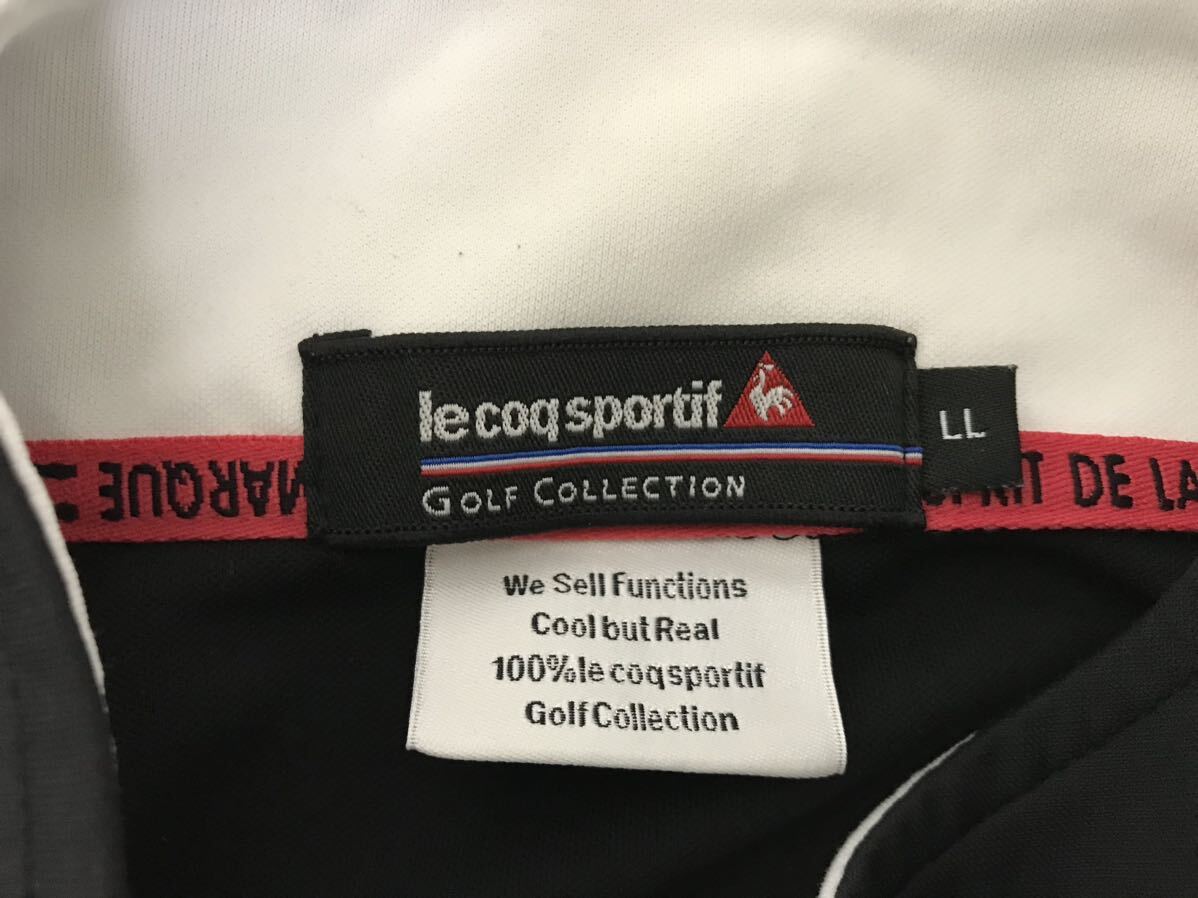 le coq sportif
GOLF COLLECTION
LL
MARQUE
DE LA
We Sell Functions
Cool but Real
100% le coq sportif
Golf Collection